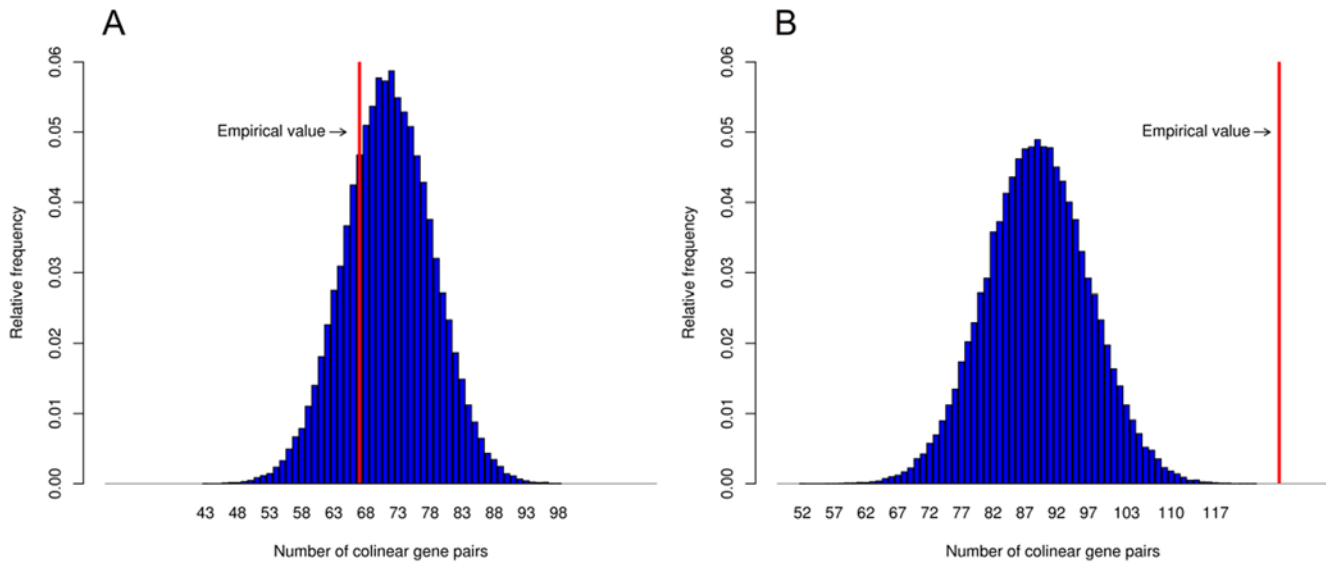 A
Relative frequency
0.06
0.05
0.04
0.03
0.02
0.01
0.00
Empirical value →
43 48 53 58 63 68 73 78 83 88 93 98
Number of colinear gene pairs
B
Relative frequency
0.06
0.05
0.04
0.03
0.02
0.01
0.00
Empirical value →
52 57 62 67 72 77 82 87 92 97 103 110 117
Number of colinear gene pairs